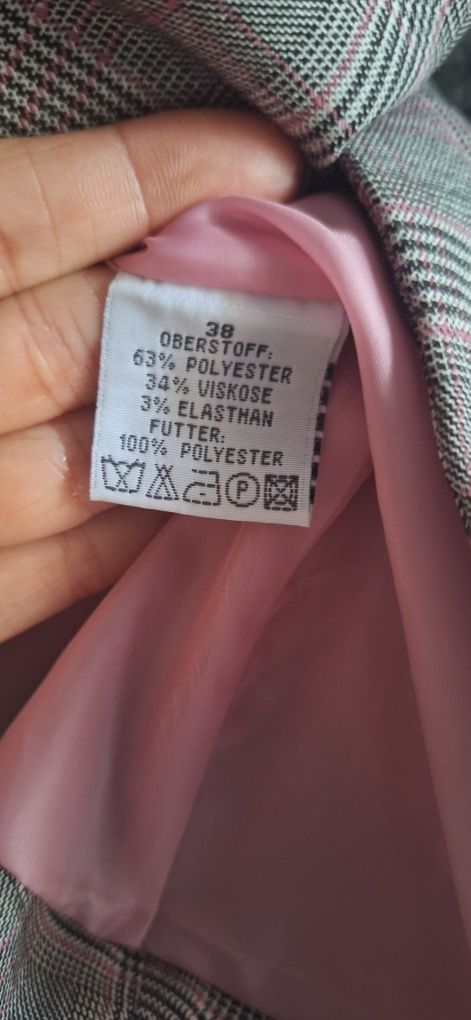 38
OBERSTOFF:
63% POLYESTER
34% VISKOSE
3% ELASTHAN
FUTTER:
100% POLYESTER
P